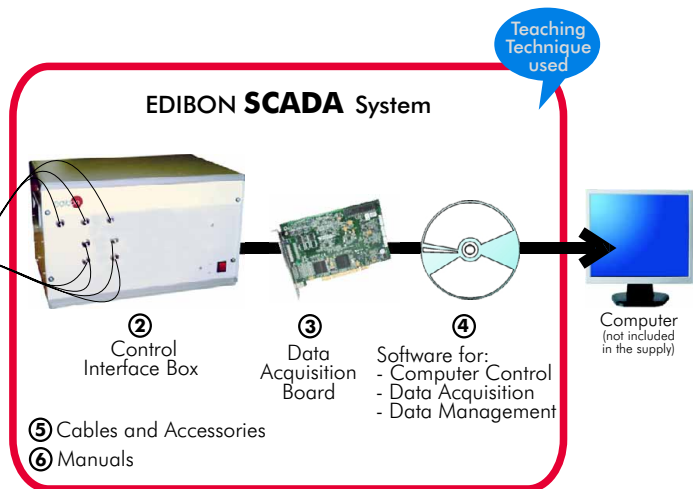 Teaching
Technique
used
EDIBON SCADA System
②
Control
Interface Box
③
Data
Acquisition
Board
④
Software for:
- Computer Control
- Data Acquisition
- Data Management
Computer
(not included
in the supply)
⑤ Cables and Accessories
⑥ Manuals